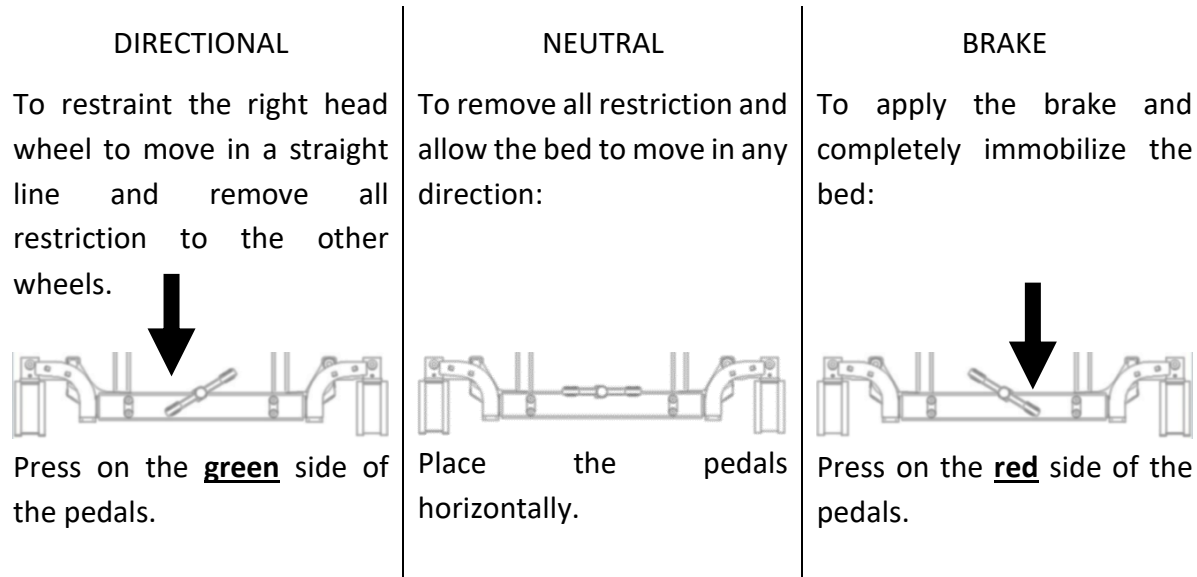 DIRECTIONAL
To restraint the right head
wheel to move in a straight
line and remove all
restriction to the other
wheels.
Press on the green side of
the pedals.
NEUTRAL
To remove all restriction and
allow the bed to move in any
direction:
Place the pedals
horizontally.
BRAKE
To apply the brake and
completely immobilize the
bed:
Press on the red side of the
pedals.